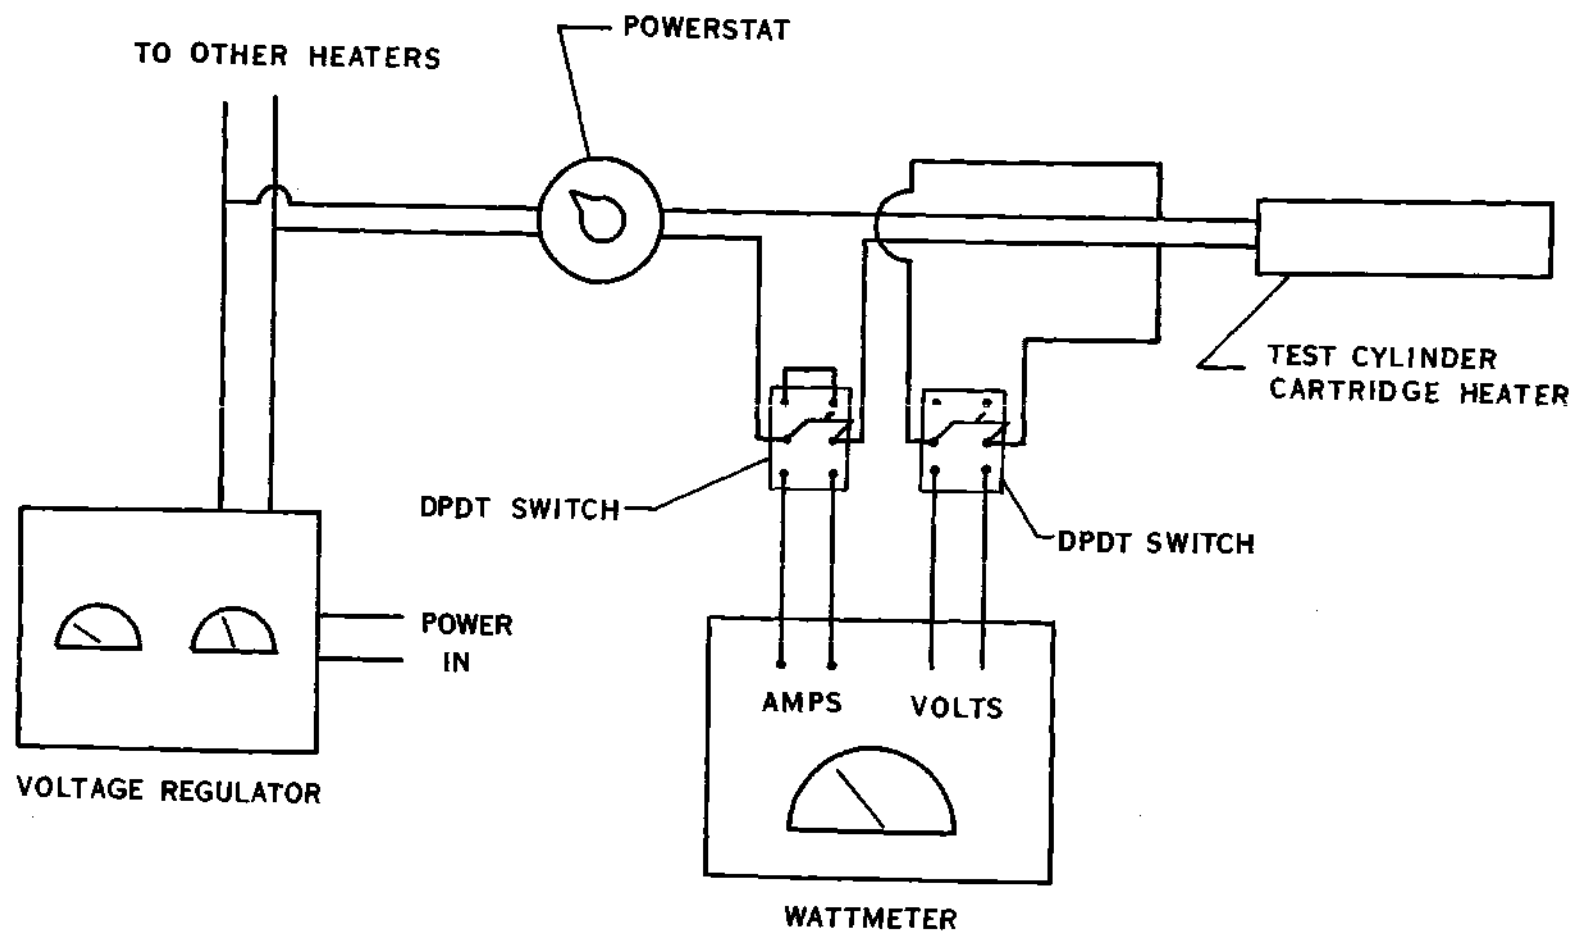 POWERSTAT
TO OTHER HEATERS
TEST CYLINDER
CARTRIDGE HEATER
DPDT SWITCH
DPDT SWITCH
POWER
IN
AMPS
VOLTS
VOLTAGE REGULATOR
WATTMETER